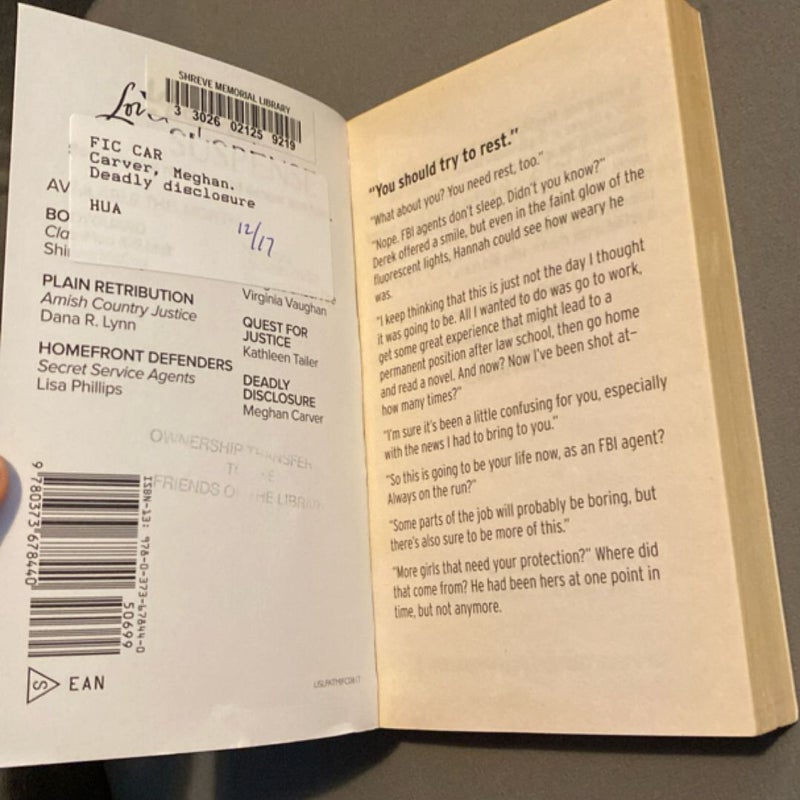 SHREVE MEMORIAL LIBRARY
3 3026 02125 9219
FIC CAR
Carver, Meghan.
Deadly disclosure
HUA
12/17
AV
BO
Cla
Shi
PLAIN RETRIBUTION
Amish Country Justice
Dana R. Lynn
HOMEFRONT DEFENDERS
Secret Service Agents
Lisa Phillips
Virginia Vaughan
QUEST FOR
JUSTICE
Kathleen Tailer
DEADLY
DISCLOSURE
Meghan Carver
OWNERSHIP TRANSFER
FRIENDS OF THE LIBRARY
9 780373 678440
ISBN-13: 978-0-373-67844-0
50699
S EAN
"You should try to rest."
"What about you? You need rest, too."
"Nope. FBI agents don't sleep. Didn't you know?"
Derek offered a smile, but even in the faint glow of the
fluorescent lights, Hannah could see how weary he
was.
"I keep thinking that this is just not the day I thought
it was going to be. All I wanted to do was go to work,
get some great experience that might lead to a
permanent position after law school, then go home
and read a novel. And now? Now I've been shot at–
how many times?"
"I'm sure it's been a little confusing for you, especially
with the news I had to bring to you."
"So this is going to be your life now, as an FBI agent?
Always on the run?"
"Some parts of the job will probably be boring, but
there's also sure to be more of this."
"More girls that need your protection?" Where did
that come from? He had been hers at one point in
time, but not anymore.